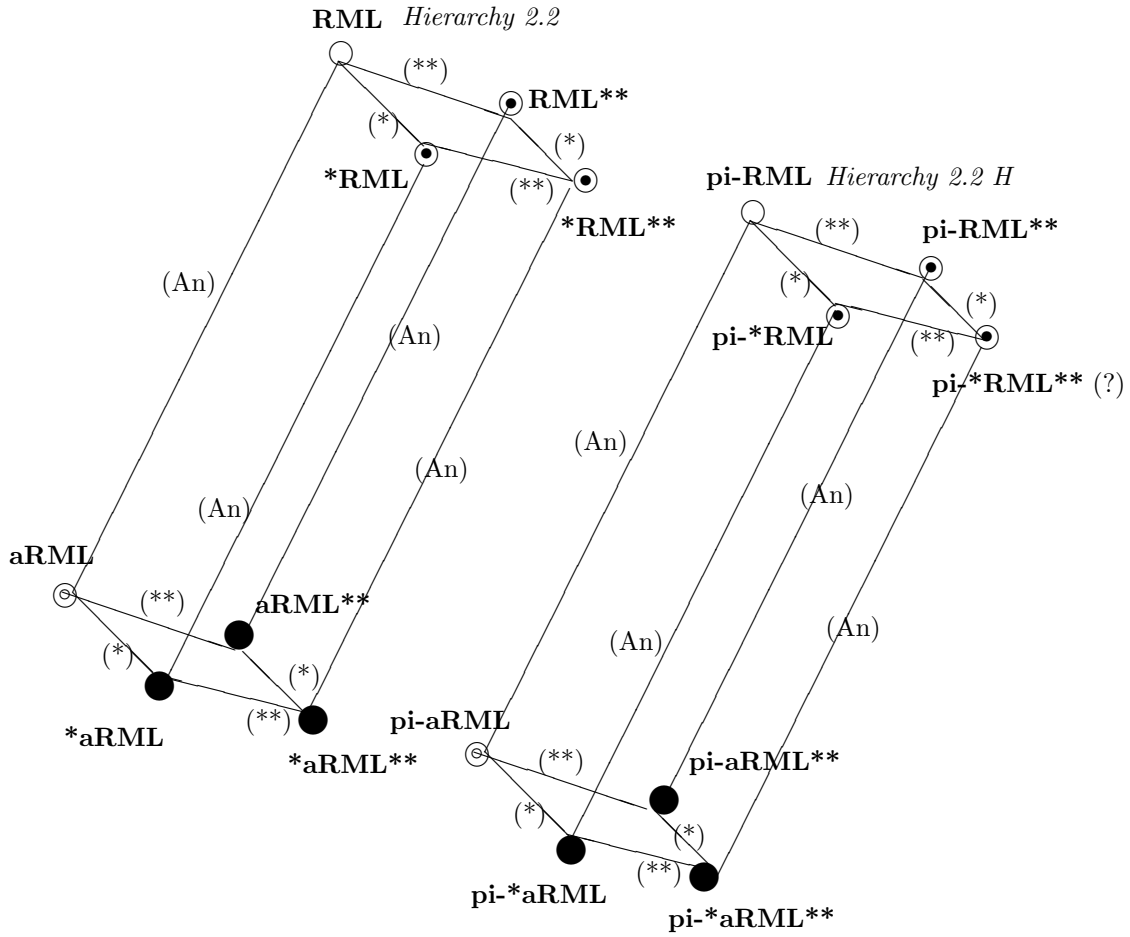 RML Hierarchy 2.2
(**)
RML**
(*)
(*)
*RML
(**)
*RML**
pi-RML Hierarchy 2.2 H
(**)
pi-RML**
(An)
(*)
(*)
(An)
pi-*RML
(**)
pi-*RML** (?)
(An)
(An)
(An)
(An)
aRML
(**)
aRML**
(An)
(An)
(*)
(*)
(**)
*aRML
*aRML**
pi-aRML
(**)
pi-aRML**
(*)
(*)
(**)
pi-*aRML
pi-*aRML**